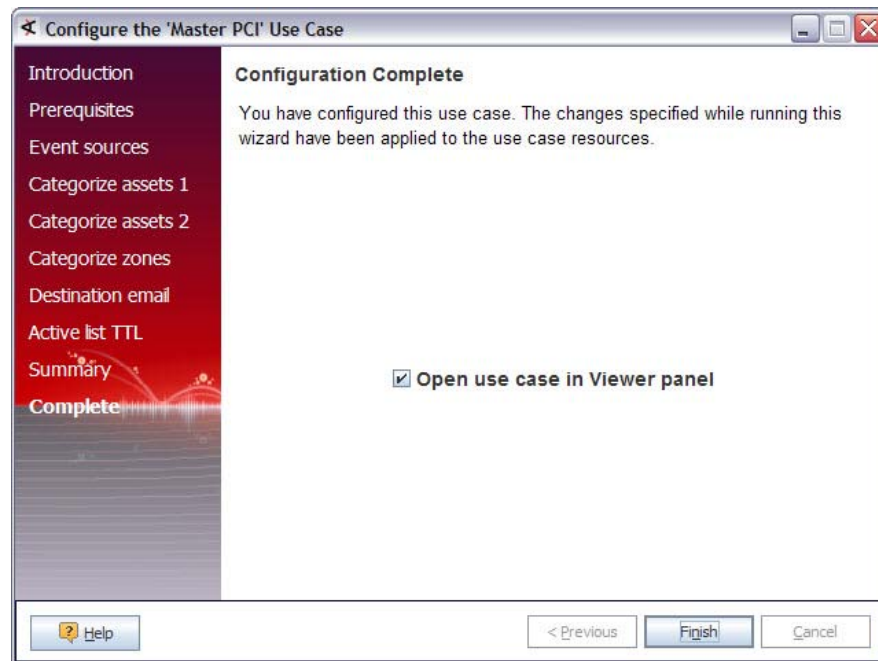 Configure the 'Master PCI' Use Case
Introduction
Prerequisites
Event sources
Categorize assets 1
Categorize assets 2
Categorize zones
Destination email
Active list TTL
Summary
Complete
Configuration Complete
You have configured this use case. The changes specified while running this
wizard have been applied to the use case resources.
Open use case in Viewer panel
Help
< Previous
Finish
Cancel